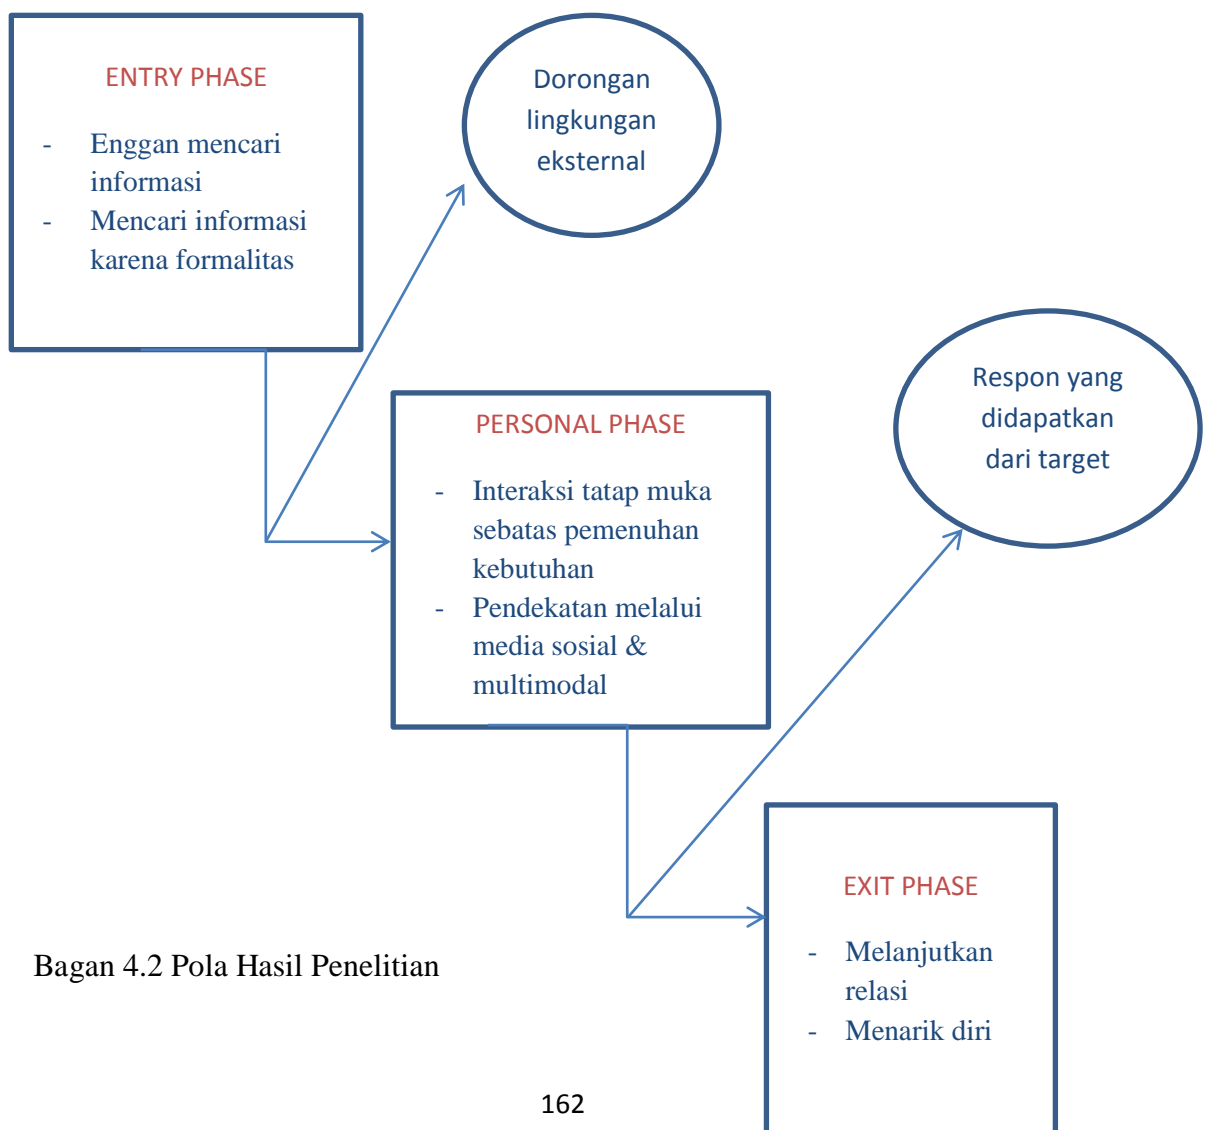 ENTRY PHASE
- Enggan mencari
informasi
- Mencari informasi
karena formalitas
Dorongan
lingkungan
eksternal
PERSONAL PHASE
- Interaksi tatap muka
sebatas pemenuhan
kebutuhan
- Pendekatan melalui
media sosial &
multimodal
Respon yang
didapatkan
dari target
EXIT PHASE
- Melanjutkan
relasi
- Menarik diri
Bagan 4.2 Pola Hasil Penelitian
162